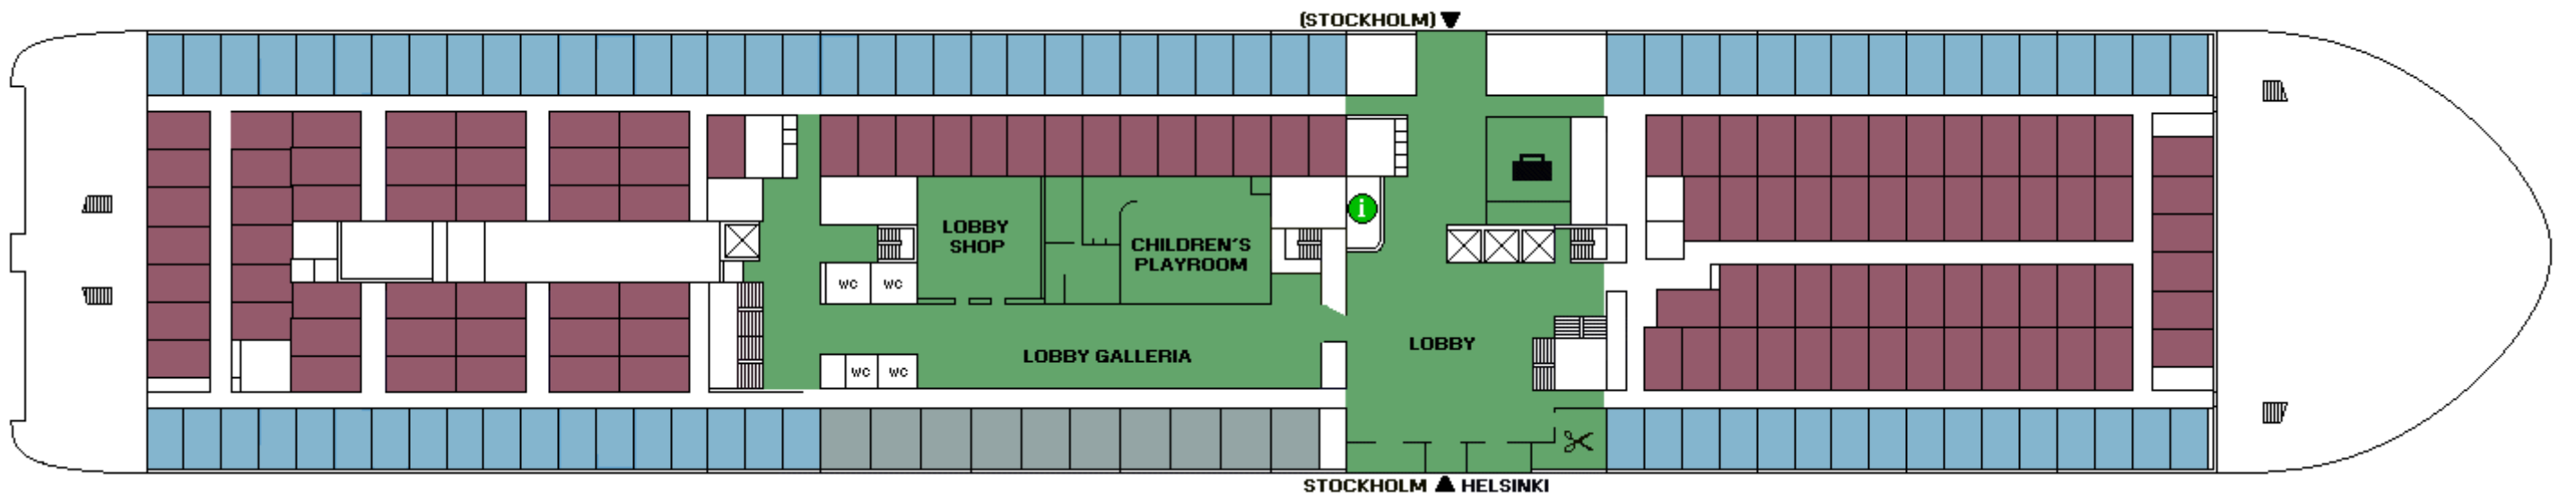 (STOCKHOLM)
i
LOBBY
SHOP
CHILDREN'S
PLAYROOM
WC WC
LOBBY
LOBBY GALLERIA
WC WC
STOCKHOLM HELSINKI